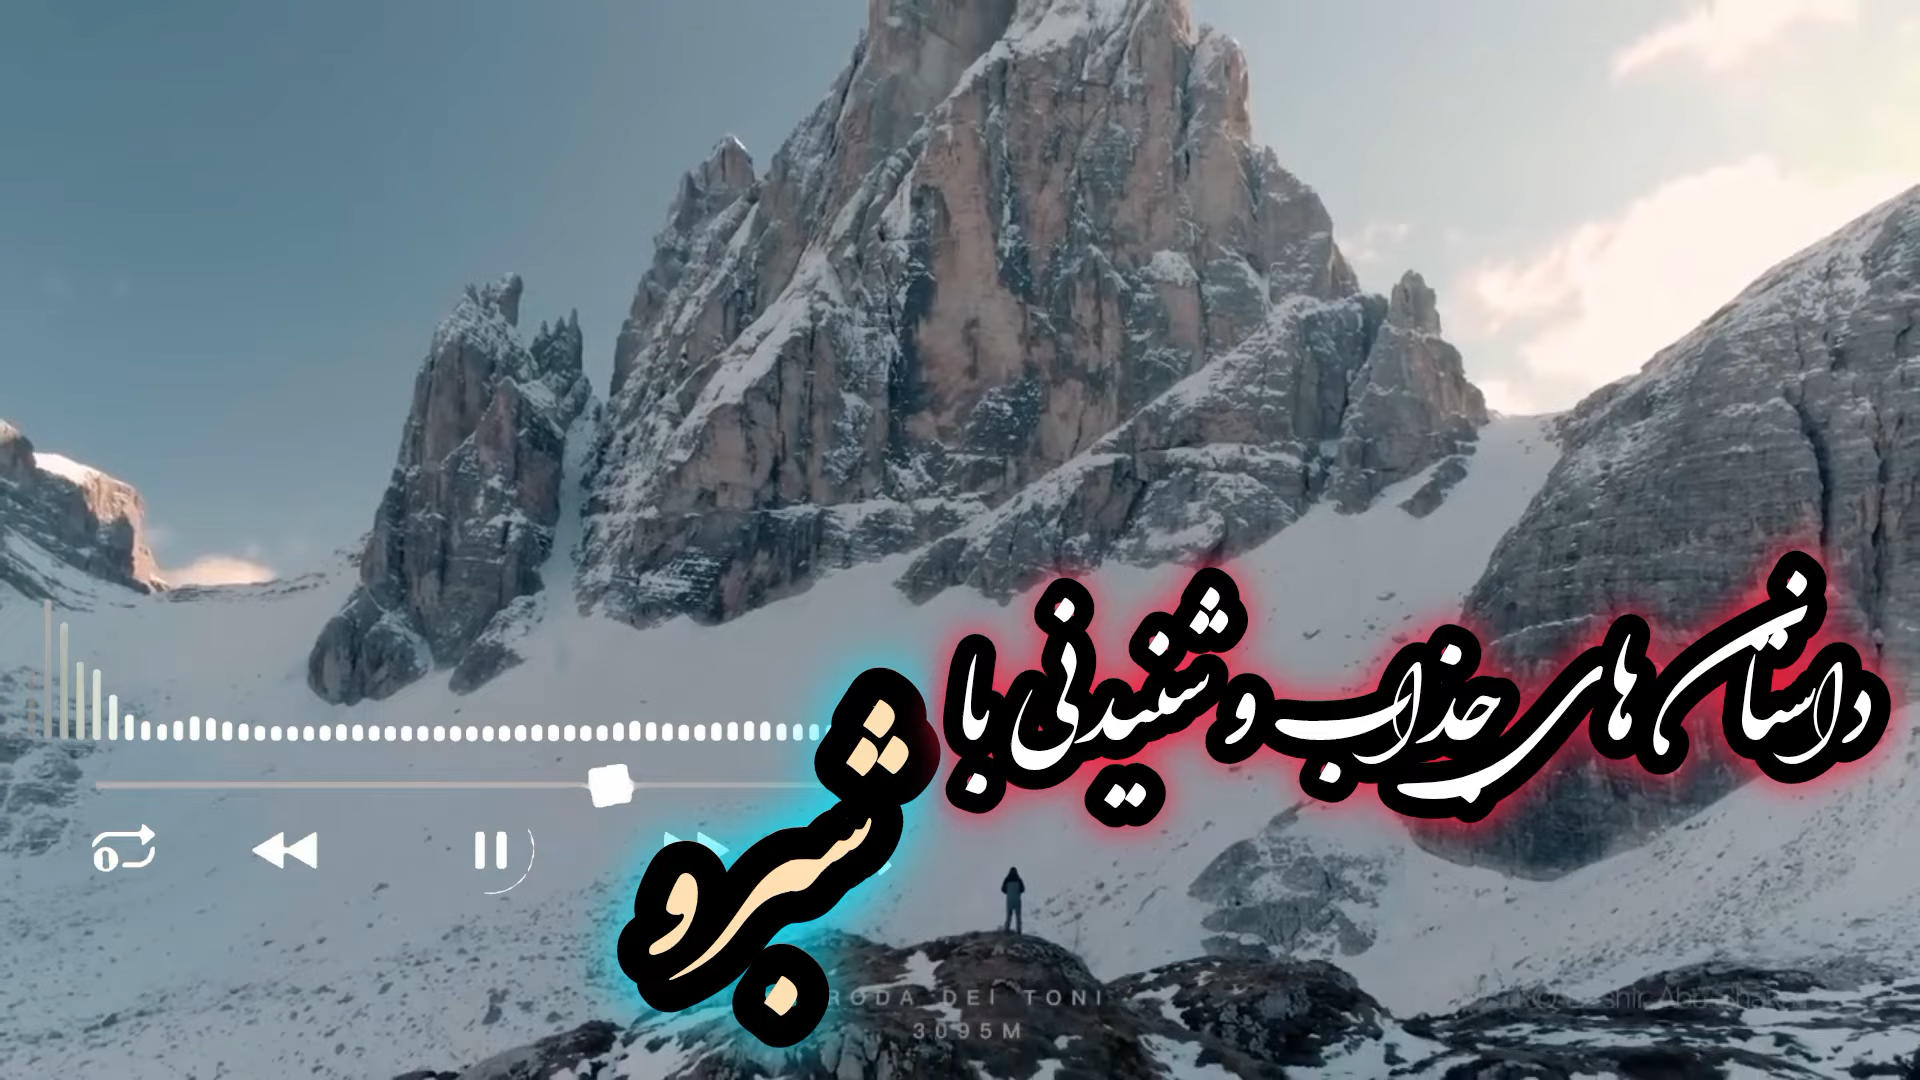 داستان های جذاب و شنیدنی با
شبرو
RODA DEI TONI
3095M